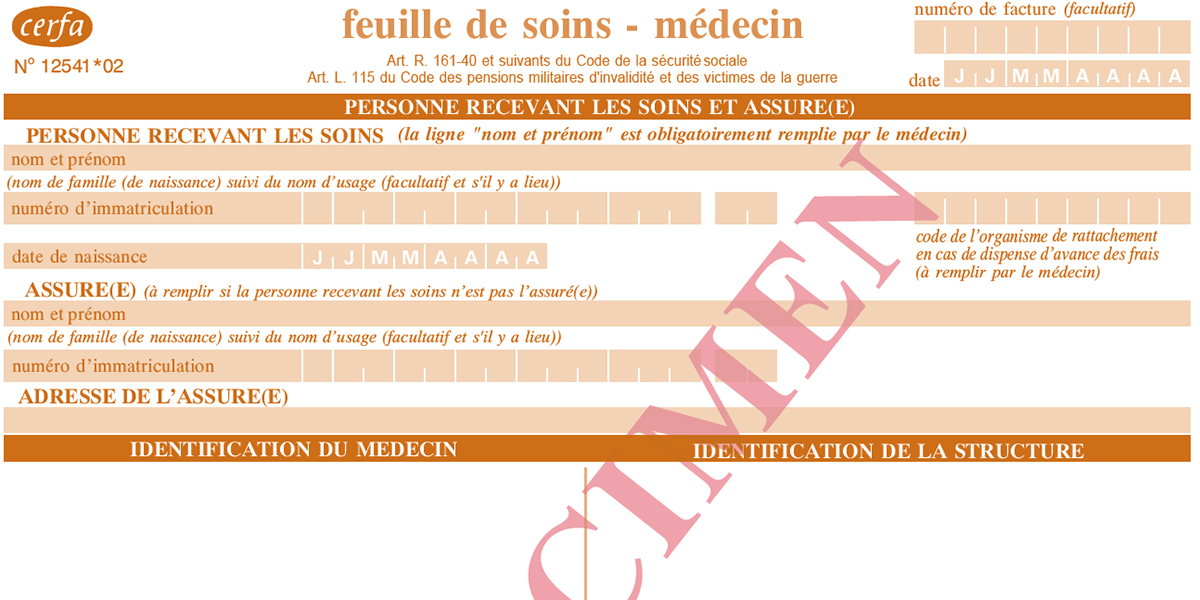 cerfa
N° 12541*02
feuille de soins - médecin
Art. R. 161-40 et suivants du Code de la sécurité sociale
Art. L. 115 du Code des pensions militaires d'invalidité et des victimes de la guerre
numéro de facture (facultatif)
date J J M M A A A A
PERSONNE RECEVANT LES SOINS ET ASSURE(E)
PERSONNE RECEVANT LES SOINS (la ligne "nom et prénom" est obligatoirement remplie par le médecin)
nom et prénom
(nom de famille (de naissance) suivi du nom d'usage (facultatif et s'il y a lieu))
numéro d'immatriculation
code de l'organisme de rattachement
en cas de dispense d'avance des frais
(à remplir par le médecin)
date de naissance J J M M A A A A
ASSURE(E) (à remplir si la personne recevant les soins n'est pas l'assuré(e))
nom et prénom
(nom de famille (de naissance) suivi du nom d'usage (facultatif et s'il y a lieu))
numéro d'immatriculation
ADRESSE DE L'ASSURE(E)
IDENTIFICATION DU MEDECIN
IDENTIFICATION DE LA STRUCTURE
CIMEN